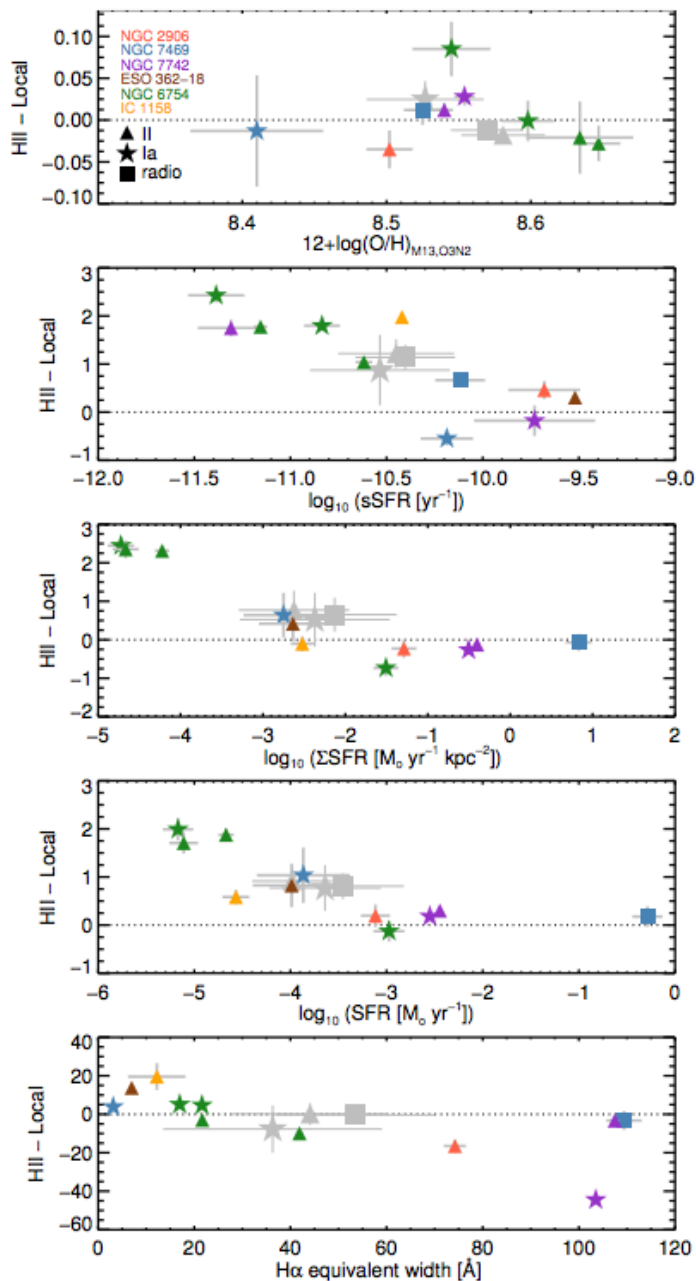 0.10
0.05
0.00
−0.05
−0.10
HII − Local
NGC 2906
NGC 7469
NGC 7742
ESO 362−18
NGC 6754
IC 1158
II
Ia
radio
8.4 8.5 8.6
12+log(O/H)M13,O3N2
3
2
1
0
−1
HII − Local
−12.0 −11.5 −11.0 −10.5 −10.0 −9.5 −9.0
log10 (sSFR [yr−1])
3
2
1
0
−1
−2
HII − Local
−5 −4 −3 −2 −1 0 1 2
log10 (ΣSFR [Mo yr−1 kpc−2])
3
2
1
0
−1
HII − Local
−6 −5 −4 −3 −2 −1 0
log10 (SFR [Mo yr−1])
40
20
0
−20
−40
−60
HII − Local
0 20 40 60 80 100 120
Hα equivalent width [Å]